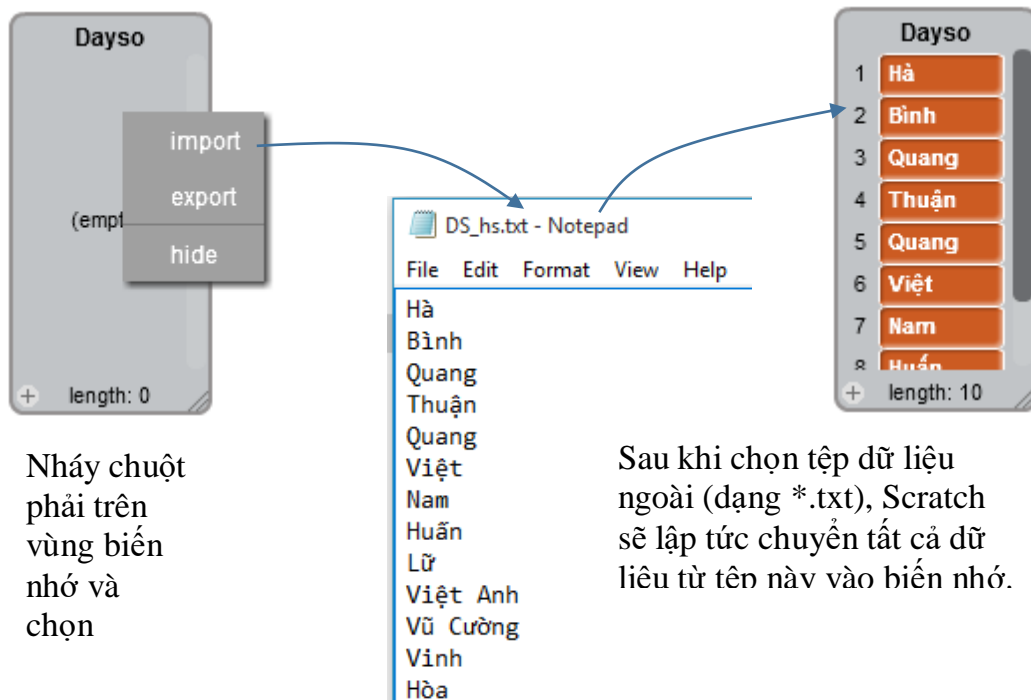 Dayso
import
export
(empt
hide
+ length: 0
Nháy chuột
phải trên
vùng biến
nhớ và
chọn
DS_hs.txt - Notepad
File Edit Format View Help
Hà
Bình
Quang
Thuận
Quang
Việt
Nam
Huấn
Lữ
Việt Anh
Vũ Cường
Vinh
Hòa
Dayso
1 Hà
2 Bình
3 Quang
4 Thuận
5 Quang
6 Việt
7 Nam
8 Huấn
+ length: 10
Sau khi chọn tệp dữ liệu
ngoài (dạng *.txt), Scratch
sẽ lập tức chuyển tất cả dữ
liệu từ tệp này vào biến nhớ.